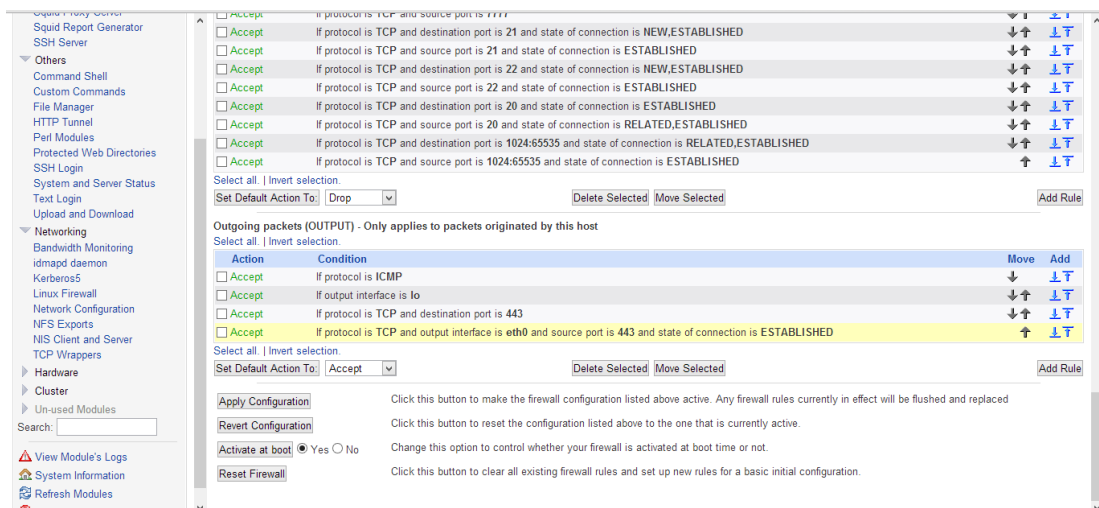 Squid Proxy Server
Squid Report Generator
SSH Server
Others
Command Shell
Custom Commands
File Manager
HTTP Tunnel
Perl Modules
Protected Web Directories
SSH Login
System and Server Status
Text Login
Upload and Download
Networking
Bandwidth Monitoring
idmapd daemon
Kerberos5
Linux Firewall
Network Configuration
NFS Exports
NIS Client and Server
TCP Wrappers
Hardware
Cluster
Un-used Modules
Search:
View Module's Logs
System Information
Refresh Modules
Accept If protocol is TCP and source port is 7777
Accept If protocol is TCP and destination port is 21 and state of connection is NEW,ESTABLISHED
Accept If protocol is TCP and source port is 21 and state of connection is ESTABLISHED
Accept If protocol is TCP and destination port is 22 and state of connection is NEW,ESTABLISHED
Accept If protocol is TCP and source port is 22 and state of connection is ESTABLISHED
Accept If protocol is TCP and destination port is 20 and state of connection is ESTABLISHED
Accept If protocol is TCP and source port is 20 and state of connection is RELATED,ESTABLISHED
Accept If protocol is TCP and destination port is 1024:65535 and state of connection is RELATED,ESTABLISHED
Accept If protocol is TCP and source port is 1024:65535 and state of connection is ESTABLISHED
Select all. | Invert selection.
Set Default Action To: Drop Delete Selected Move Selected Add Rule
Outgoing packets (OUTPUT) - Only applies to packets originated by this host
Select all. | Invert selection.
Action Condition Move Add
Accept If protocol is ICMP
Accept If output interface is lo
Accept If protocol is TCP and destination port is 443
Accept If protocol is TCP and output interface is eth0 and source port is 443 and state of connection is ESTABLISHED
Select all. | Invert selection.
Set Default Action To: Accept Delete Selected Move Selected Add Rule
Apply Configuration Click this button to make the firewall configuration listed above active. Any firewall rules currently in effect will be flushed and replaced
Revert Configuration Click this button to reset the configuration listed above to the one that is currently active.
Activate at boot Yes No Change this option to control whether your firewall is activated at boot time or not.
Reset Firewall Click this button to clear all existing firewall rules and set up new rules for a basic initial configuration.